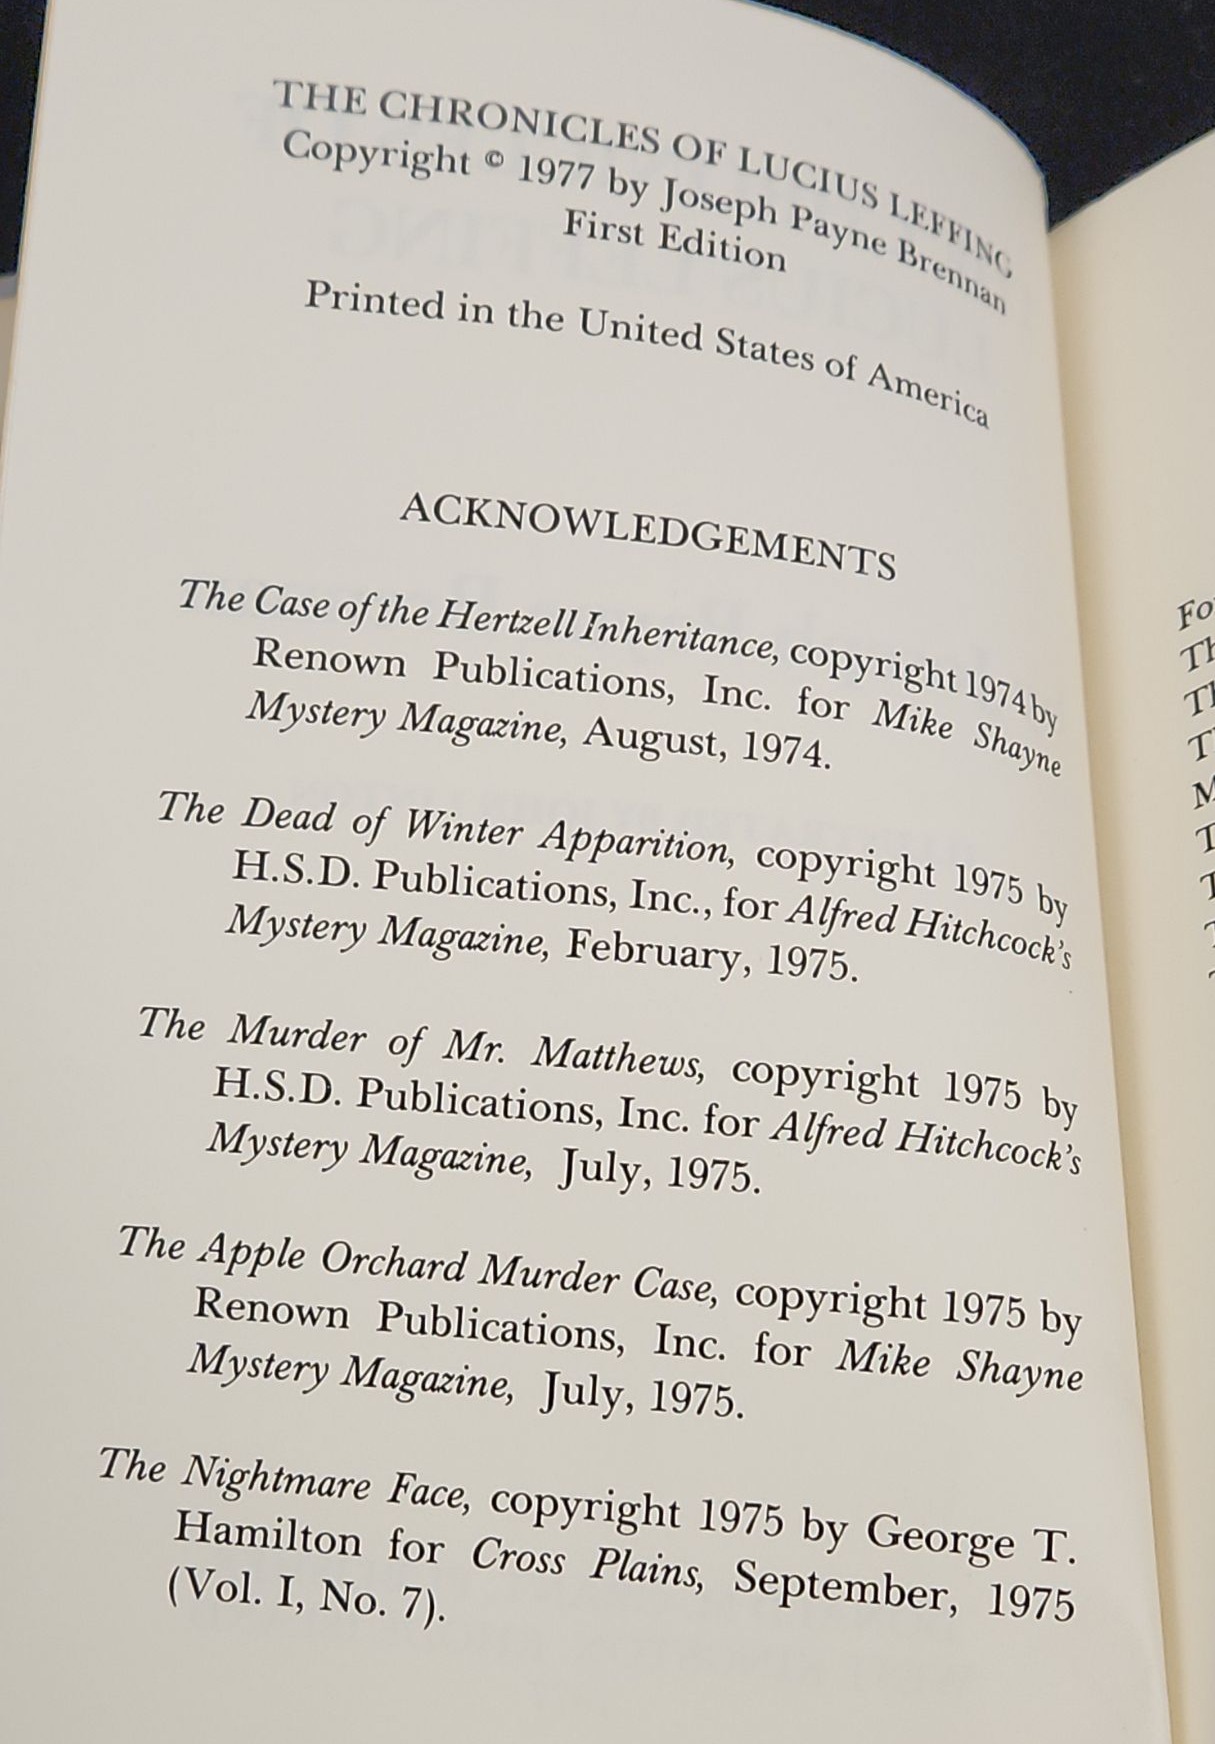 THE CHRONICLES OF LUCIUS LEFFING
Copyright © 1977 by Joseph Payne Brennan
First Edition
Printed in the United States of America
ACKNOWLEDGEMENTS
The Case of the Hertzell Inheritance, copyright 1974 by
Renown Publications, Inc. for Mike Shayne
Mystery Magazine, August, 1974.
The Dead of Winter Apparition, copyright 1975 by
H.S.D. Publications, Inc., for Alfred Hitchcock's
Mystery Magazine, February, 1975.
The Murder of Mr. Matthews, copyright 1975 by
H.S.D. Publications, Inc. for Alfred Hitchcock's
Mystery Magazine, July, 1975.
The Apple Orchard Murder Case, copyright 1975 by
Renown Publications, Inc. for Mike Shayne
Mystery Magazine, July, 1975.
The Nightmare Face, copyright 1975 by George T.
Hamilton for Cross Plains, September, 1975
(Vol. I, No. 7).